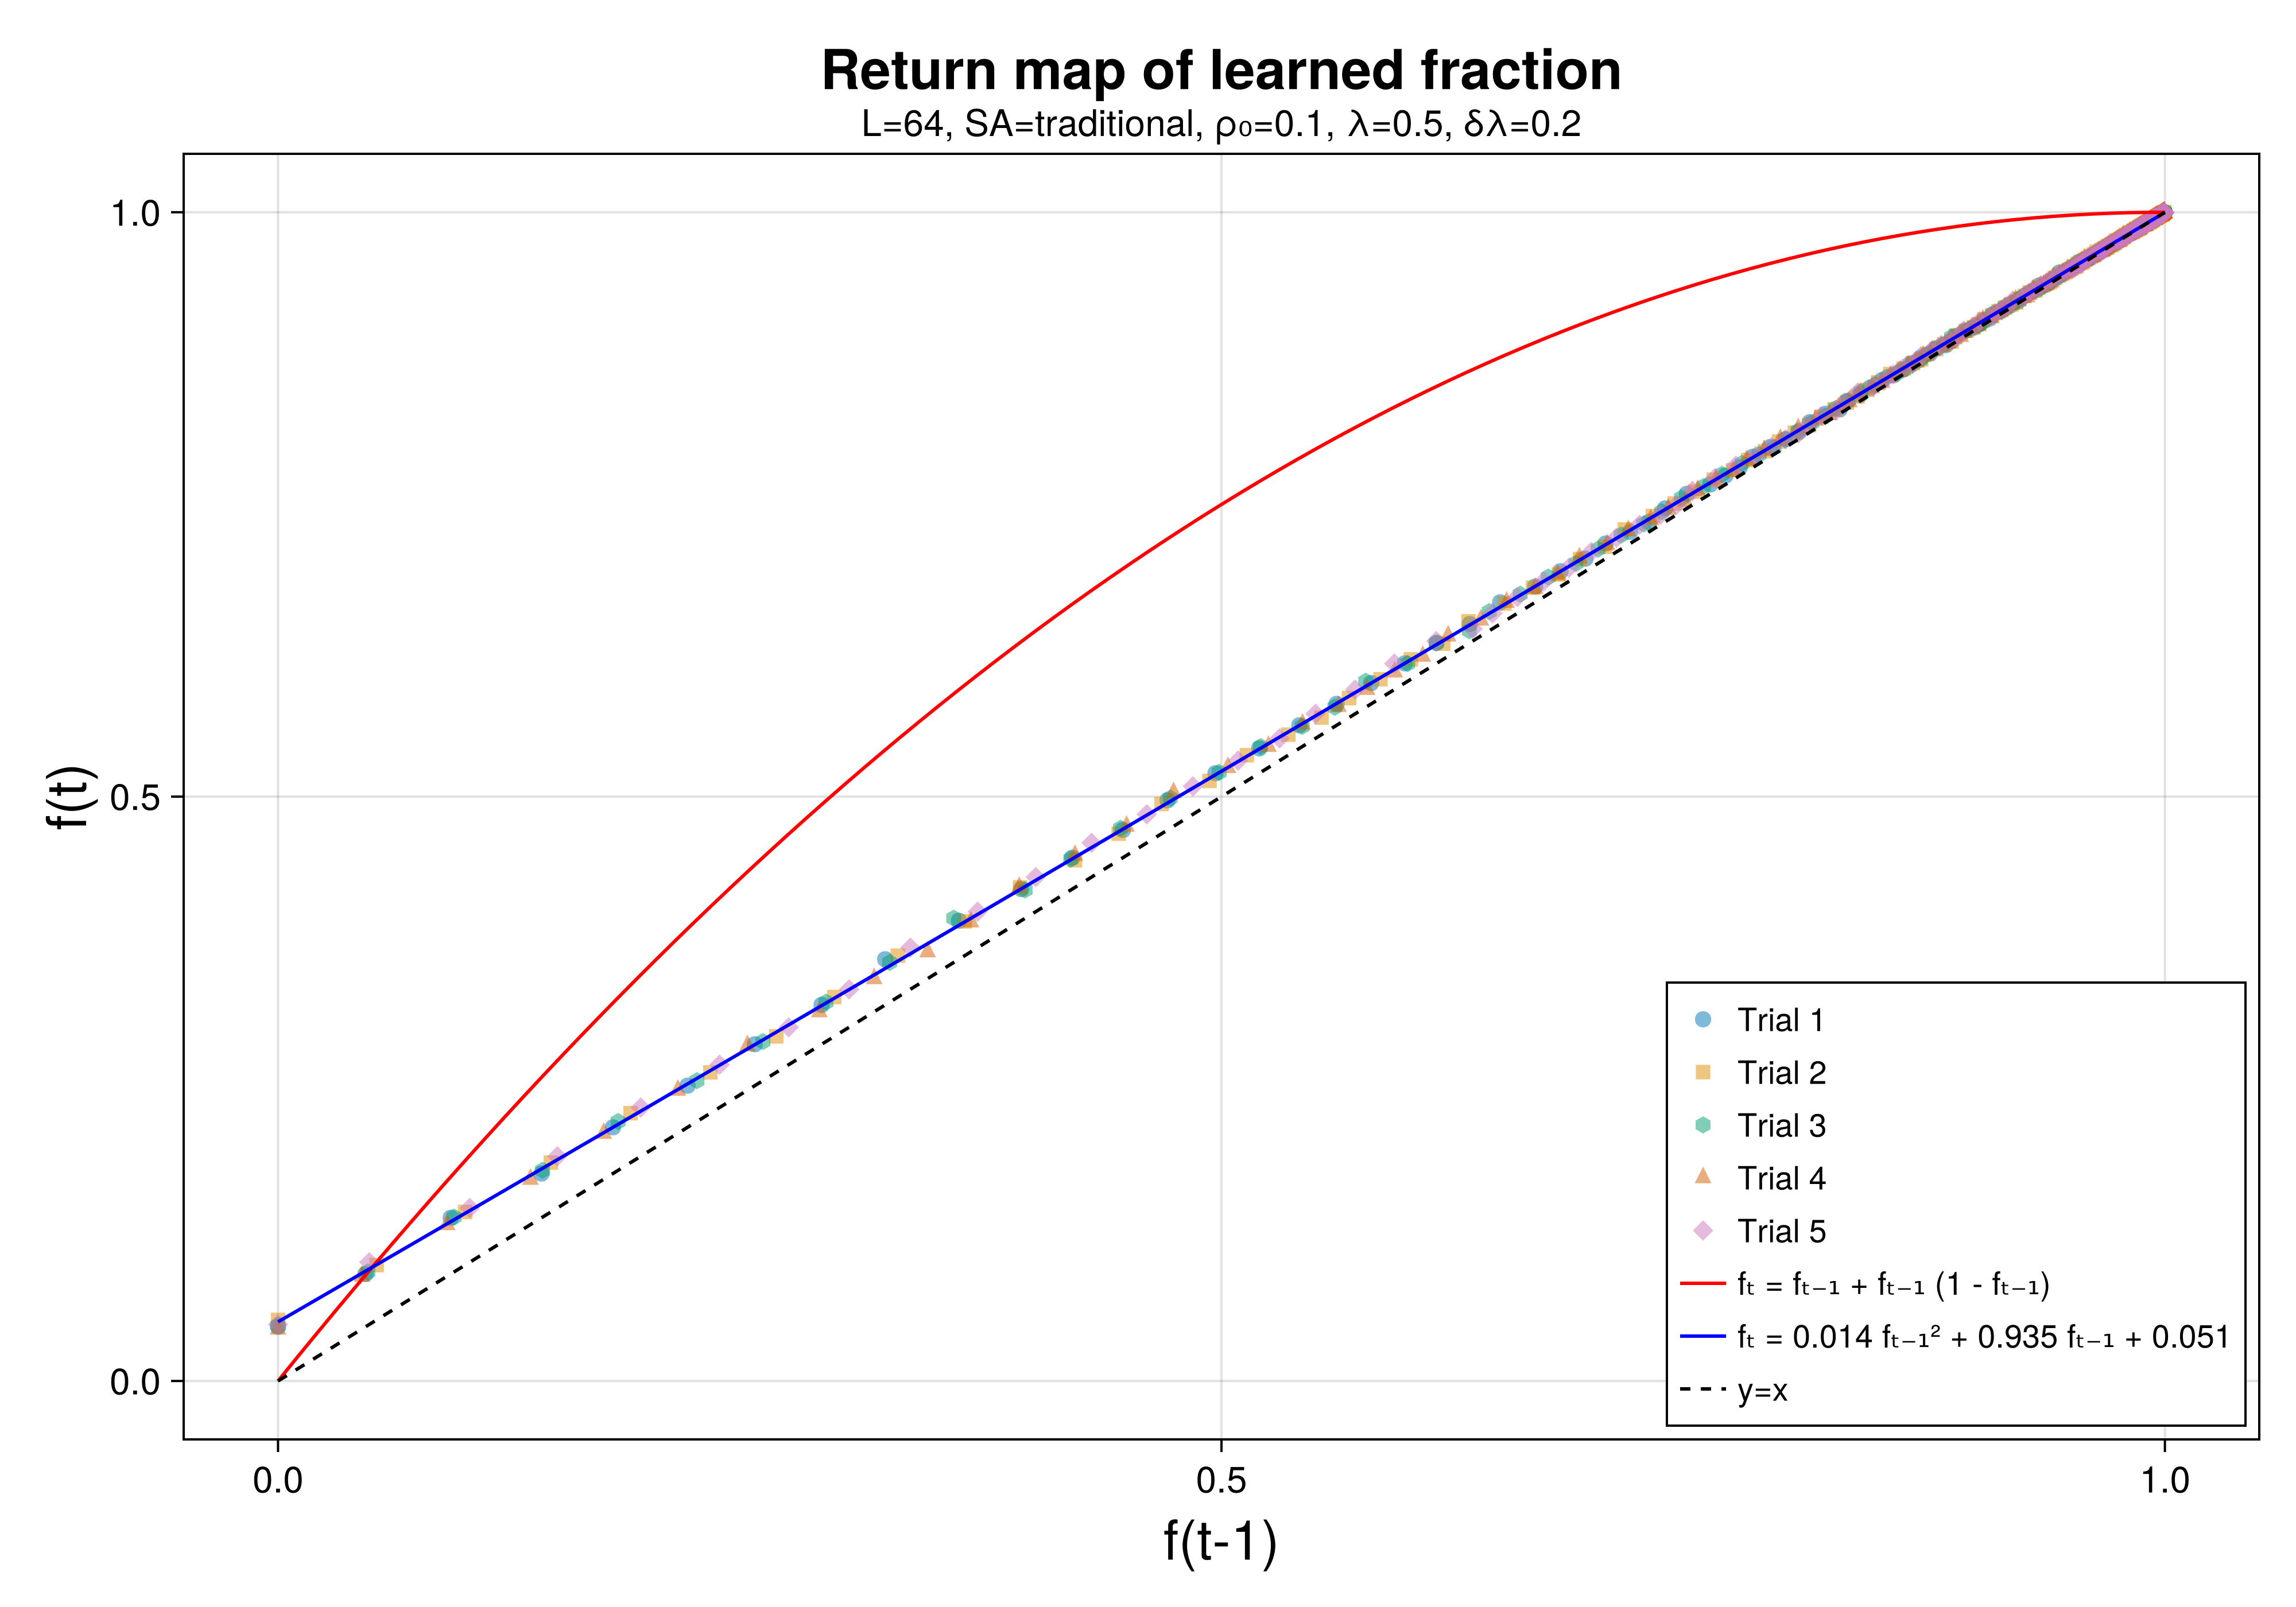 Return map of learned fraction
L=64, SA=traditional, ρ₀=0.1, λ=0.5, δλ=0.2
f(t)
1.0
0.5
0.0
0.0 0.5 1.0
f(t-1)
Trial 1
Trial 2
Trial 3
Trial 4
Trial 5
fₜ = fₜ₋₁ + fₜ₋₁ (1 - fₜ₋₁)
fₜ = 0.014 fₜ₋₁² + 0.935 fₜ₋₁ + 0.051
y=x